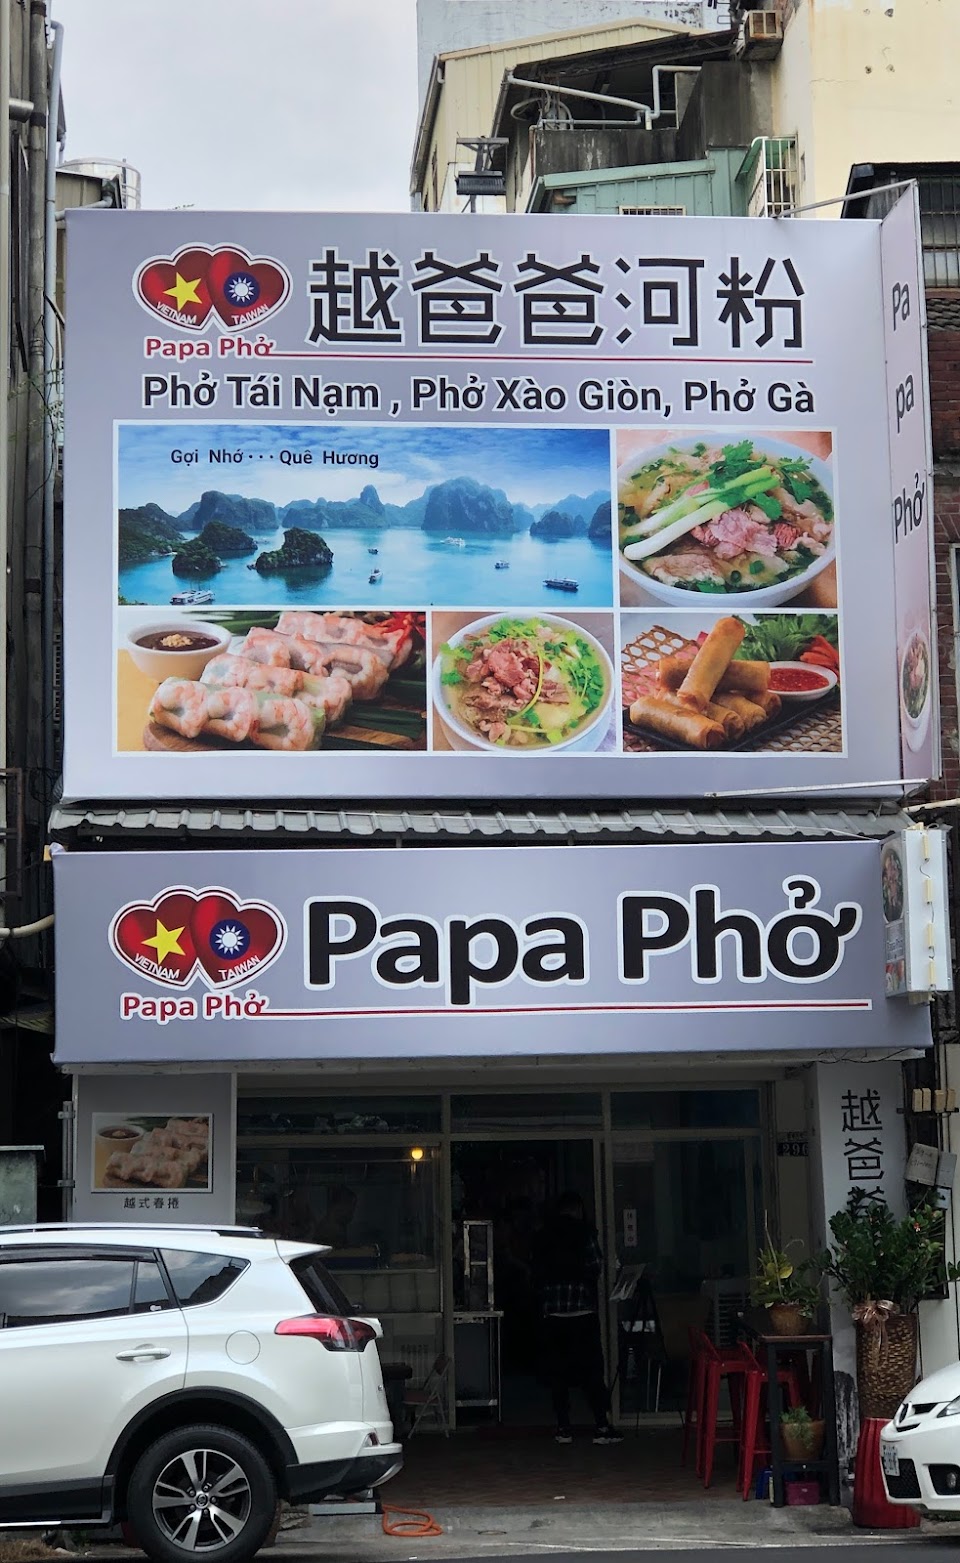 VIETNAM TAIWAN
Papa Phở
越爸爸河粉
Phở Tái Nạm , Phở Xào Giòn, Phở Gà
Gợi Nhớ··· Quê Hương
Pa
pa
Phở
VIETNAM TAIWAN
Papa Phở
Papa Phở
越式春捲
越爸爸